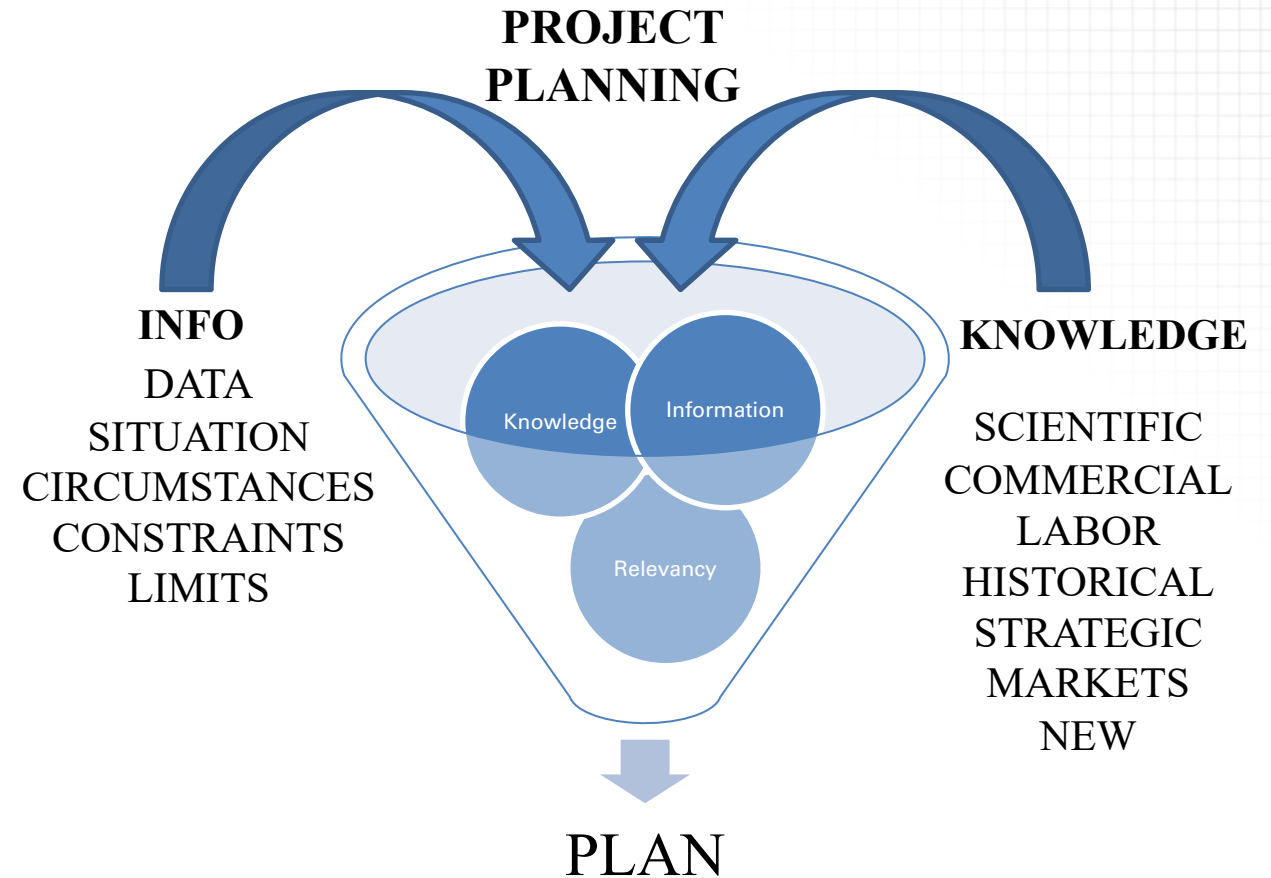 PROJECT
PLANNING
INFO
DATA
SITUATION
CIRCUMSTANCES
CONSTRAINTS
LIMITS
Knowledge
Information
Relevancy
KNOWLEDGE
SCIENTIFIC
COMMERCIAL
LABOR
HISTORICAL
STRATEGIC
MARKETS
NEW
PLAN